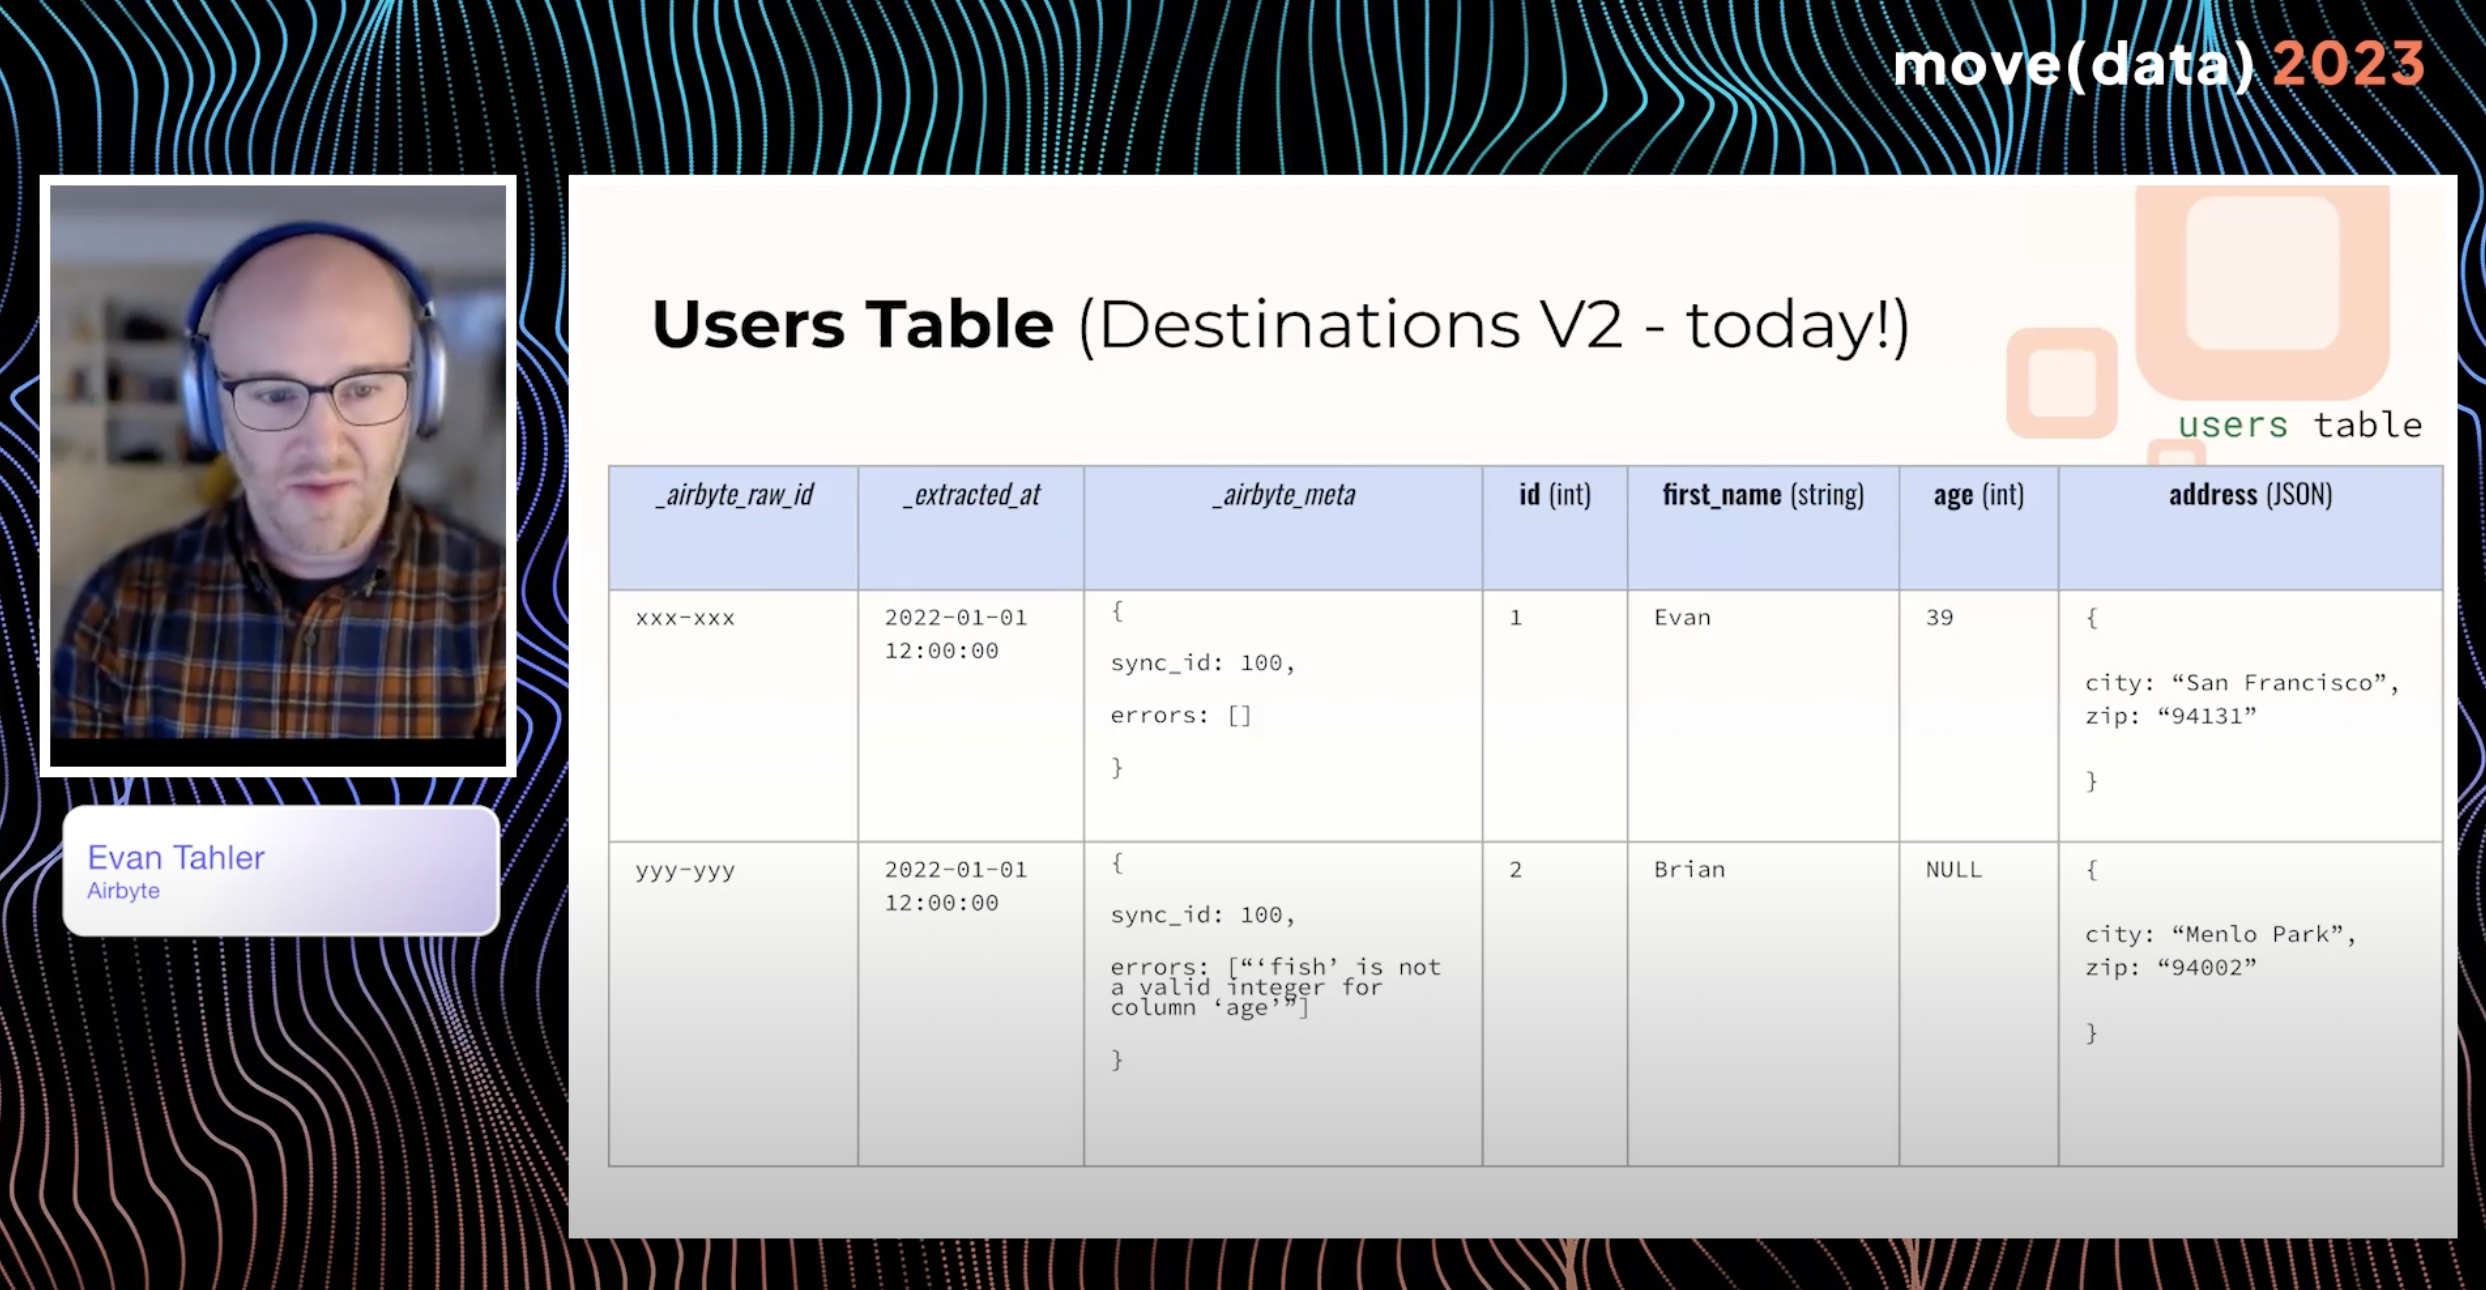 move(data) 2023
Users Table (Destinations V2 - today!)
users table
_airbyte_raw_id
_extracted_at
_airbyte_meta
id (int)
first_name (string)
age (int)
address (JSON)
xxx-xxx
2022-01-01
12:00:00
{
sync_id: 100,
errors: []
}
1
Evan
39
{
city: “San Francisco”,
zip: “94131”
}
yyy-yyy
2022-01-01
12:00:00
{
sync_id: 100,
errors: [“‘fish’ is not
a valid integer for
column ‘age’”]
}
2
Brian
NULL
{
city: “Menlo Park”,
zip: “94002”
}
Evan Tahler
Airbyte